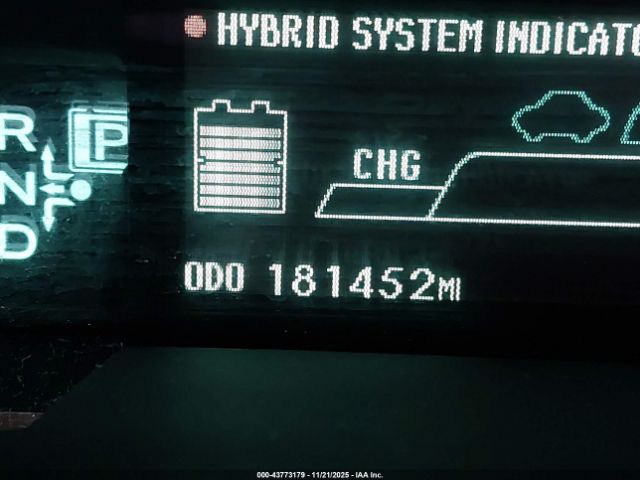 HYBRID SYSTEM INDICATO
R
P
N
D
CHG
ODO 181452MI
000-43773179 - 11/21/2025 - IAA Inc.